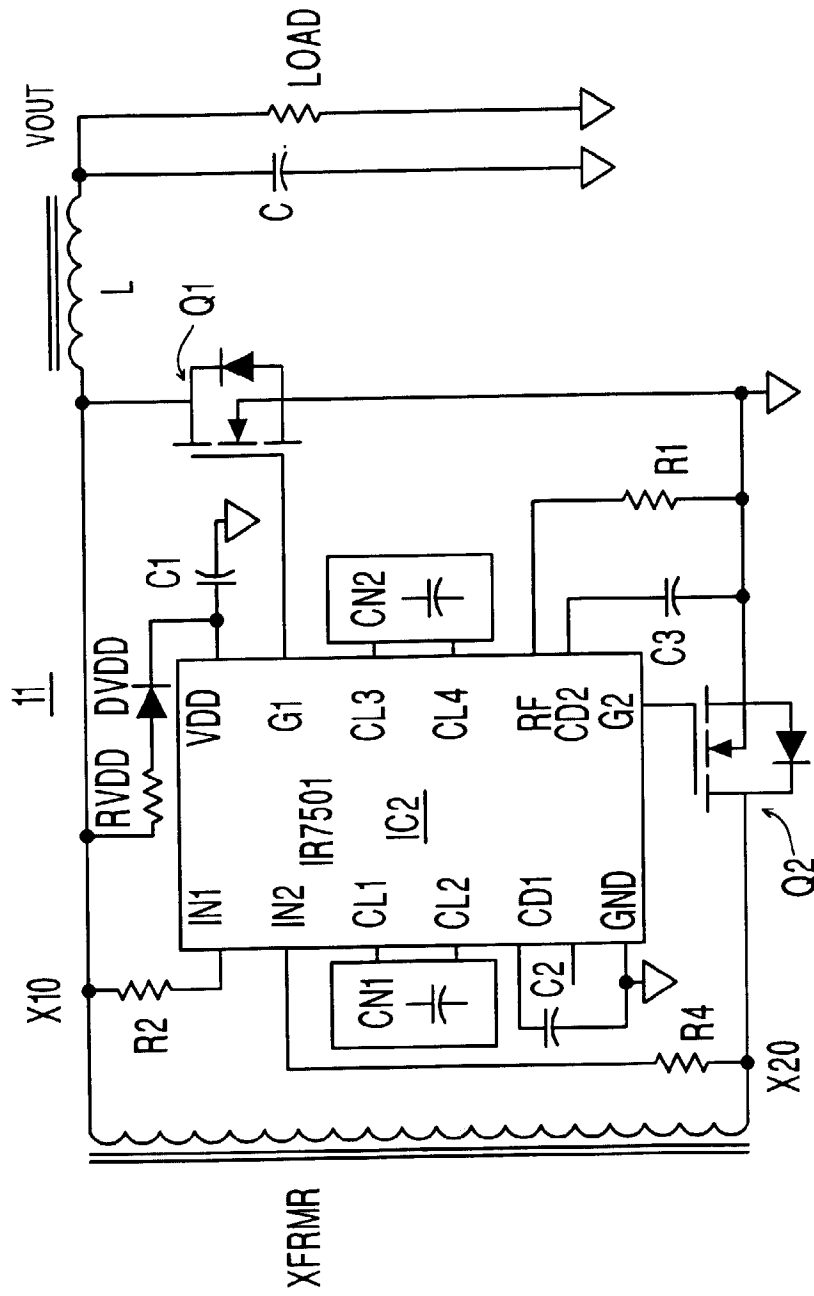 11
VOUT
L
LOAD
C
Q1
X10
RVDD
DVDD
C1
R2
IN1
VDD
IR7501
IN2
G1
IC2
CL1
CL3
CN1
CN2
CL2
CL4
CD1
RF
C2
CD2
GND
G2
R1
C3
R4
X20
Q2
XFRMR